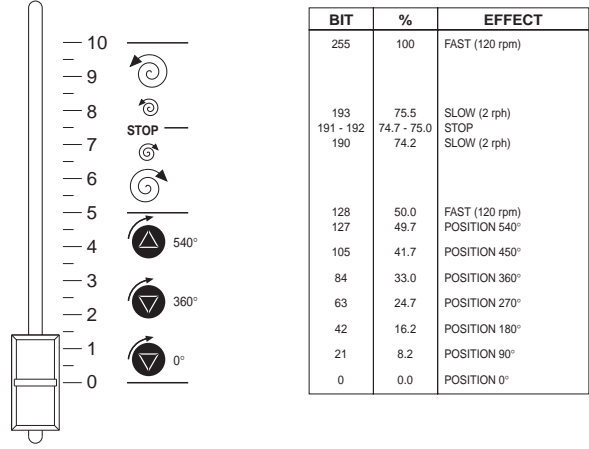 10
9
8
7
6
5
4
3
2
1
0
STOP
540°
360°
0°
BIT % EFFECT
255 100 FAST (120 rpm)
193 75.5 SLOW (2 rph)
191 - 192 74.7 - 75.0 STOP
190 74.2 SLOW (2 rph)
128 50.0 FAST (120 rpm)
127 49.7 POSITION 540°
105 41.7 POSITION 450°
84 33.0 POSITION 360°
63 24.7 POSITION 270°
42 16.2 POSITION 180°
21 8.2 POSITION 90°
0 0.0 POSITION 0°